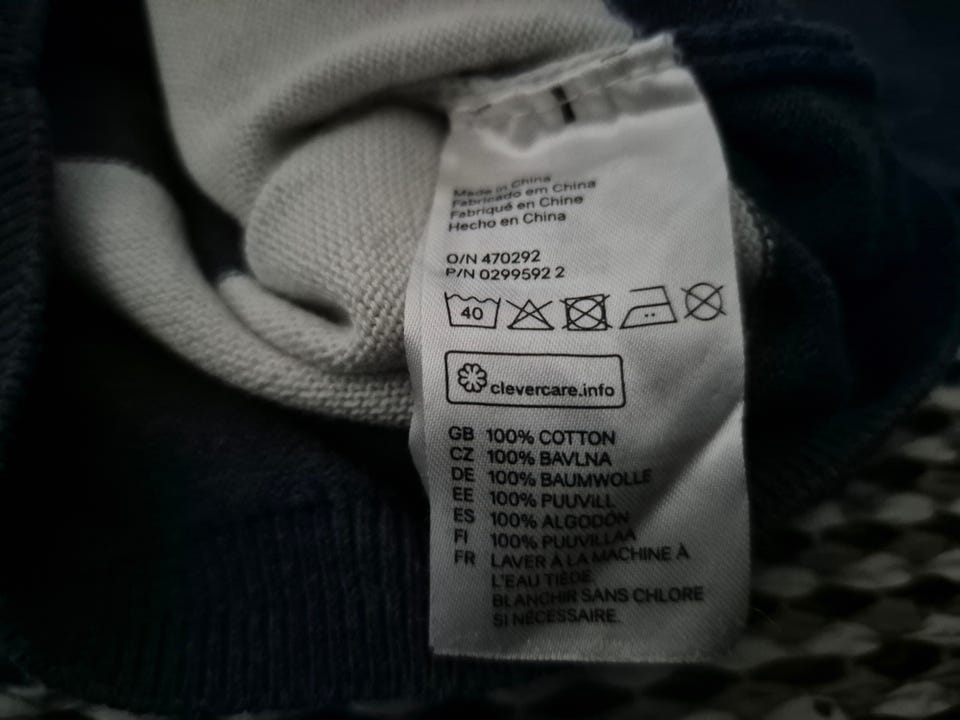 Made in China
Fabricado em China
Fabriqué en Chine
Hecho en China
O/N 470292
P/N 0299592 2
40
clevercare.info
GB 100% COTTON
CZ 100% BAVLNA
DE 100% BAUMWOLLE
EE 100% PUUVILL
ES 100% ALGODÓN
FI 100% PUUVILLAA
FR LAVER À LA MACHINE À
L'EAU TIÈDE.
BLANCHIR SANS CHLORE
SI NÉCESSAIRE.